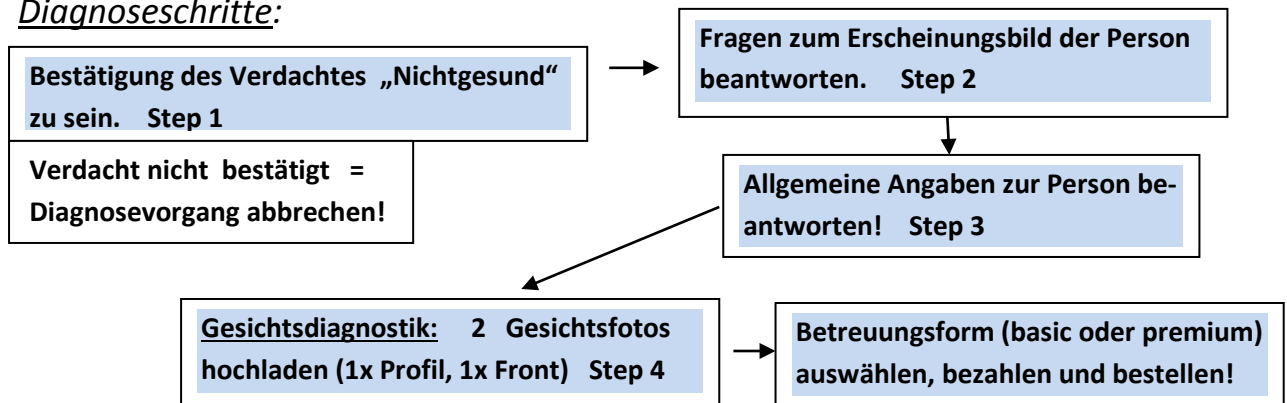 Diagnoseschritte:
Bestätigung des Verdachtes „Nichtgesund“
zu sein. Step 1
Verdacht nicht bestätigt =
Diagnosevorgang abbrechen!
Fragen zum Erscheinungsbild der Person
beantworten. Step 2
Allgemeine Angaben zur Person be-
antworten! Step 3
Gesichtsdiagnostik: 2 Gesichtsfotos
hochladen (1x Profil, 1x Front) Step 4
Betreuungsform (basic oder premium)
auswählen, bezahlen und bestellen!